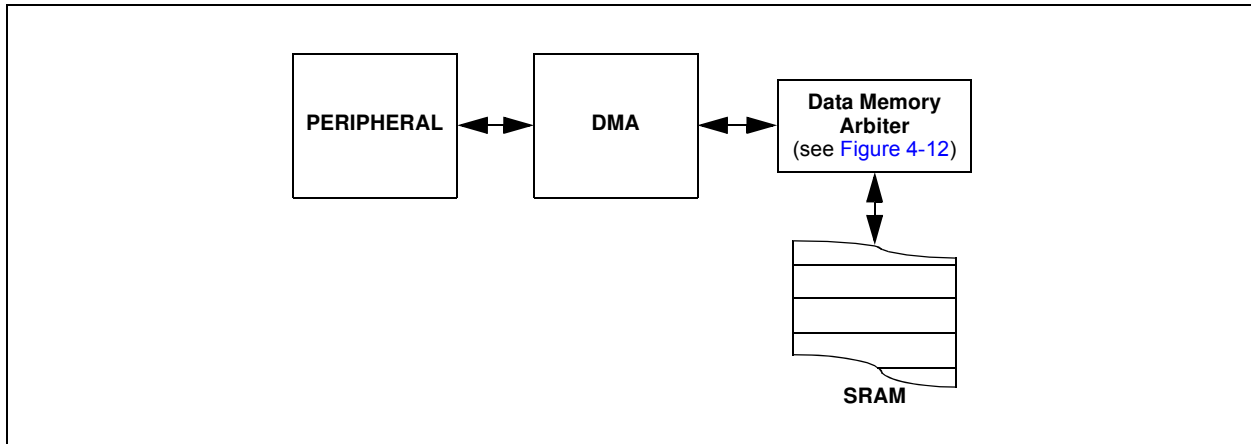 PERIPHERAL
DMA
Data Memory
Arbiter
(see Figure 4-12)
SRAM